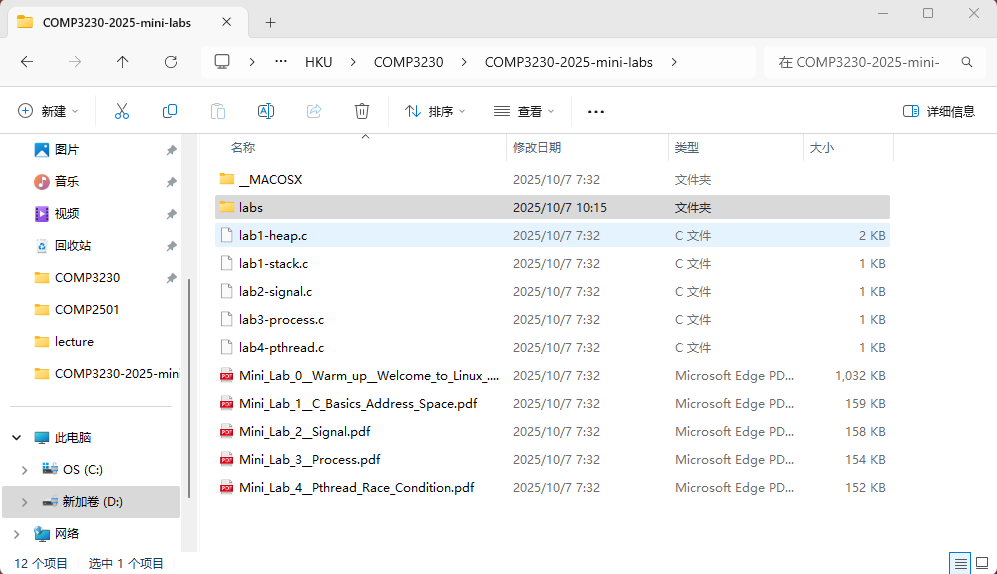 COMP3230-2025-mini-labs
HKU COMP3230 COMP3230-2025-mini-labs 在 COMP3230-2025-mini-
新建 排序 查看 详细信息
图片
音乐
视频
回收站
COMP3230
COMP2501
lecture
COMP3230-2025-mini
此电脑
OS (C:)
新加卷 (D:)
网络
名称 修改日期 类型 大小
__MACOSX 2025/10/7 7:32 文件夹
labs 2025/10/7 10:15 文件夹
lab1-heap.c 2025/10/7 7:32 C 文件 2 KB
lab1-stack.c 2025/10/7 7:32 C 文件 1 KB
lab2-signal.c 2025/10/7 7:32 C 文件 1 KB
lab3-process.c 2025/10/7 7:32 C 文件 1 KB
lab4-pthread.c 2025/10/7 7:32 C 文件 1 KB
Mini_Lab_0__Warm_up__Welcome_to_Linux_.... 2025/10/7 7:32 Microsoft Edge PD... 1,032 KB
Mini_Lab_1__C_Basics_Address_Space.pdf 2025/10/7 7:32 Microsoft Edge PD... 159 KB
Mini_Lab_2__Signal.pdf 2025/10/7 7:32 Microsoft Edge PD... 158 KB
Mini_Lab_3__Process.pdf 2025/10/7 7:32 Microsoft Edge PD... 154 KB
Mini_Lab_4__Pthread_Race_Condition.pdf 2025/10/7 7:32 Microsoft Edge PD... 152 KB
12 个项目 选中 1 个项目